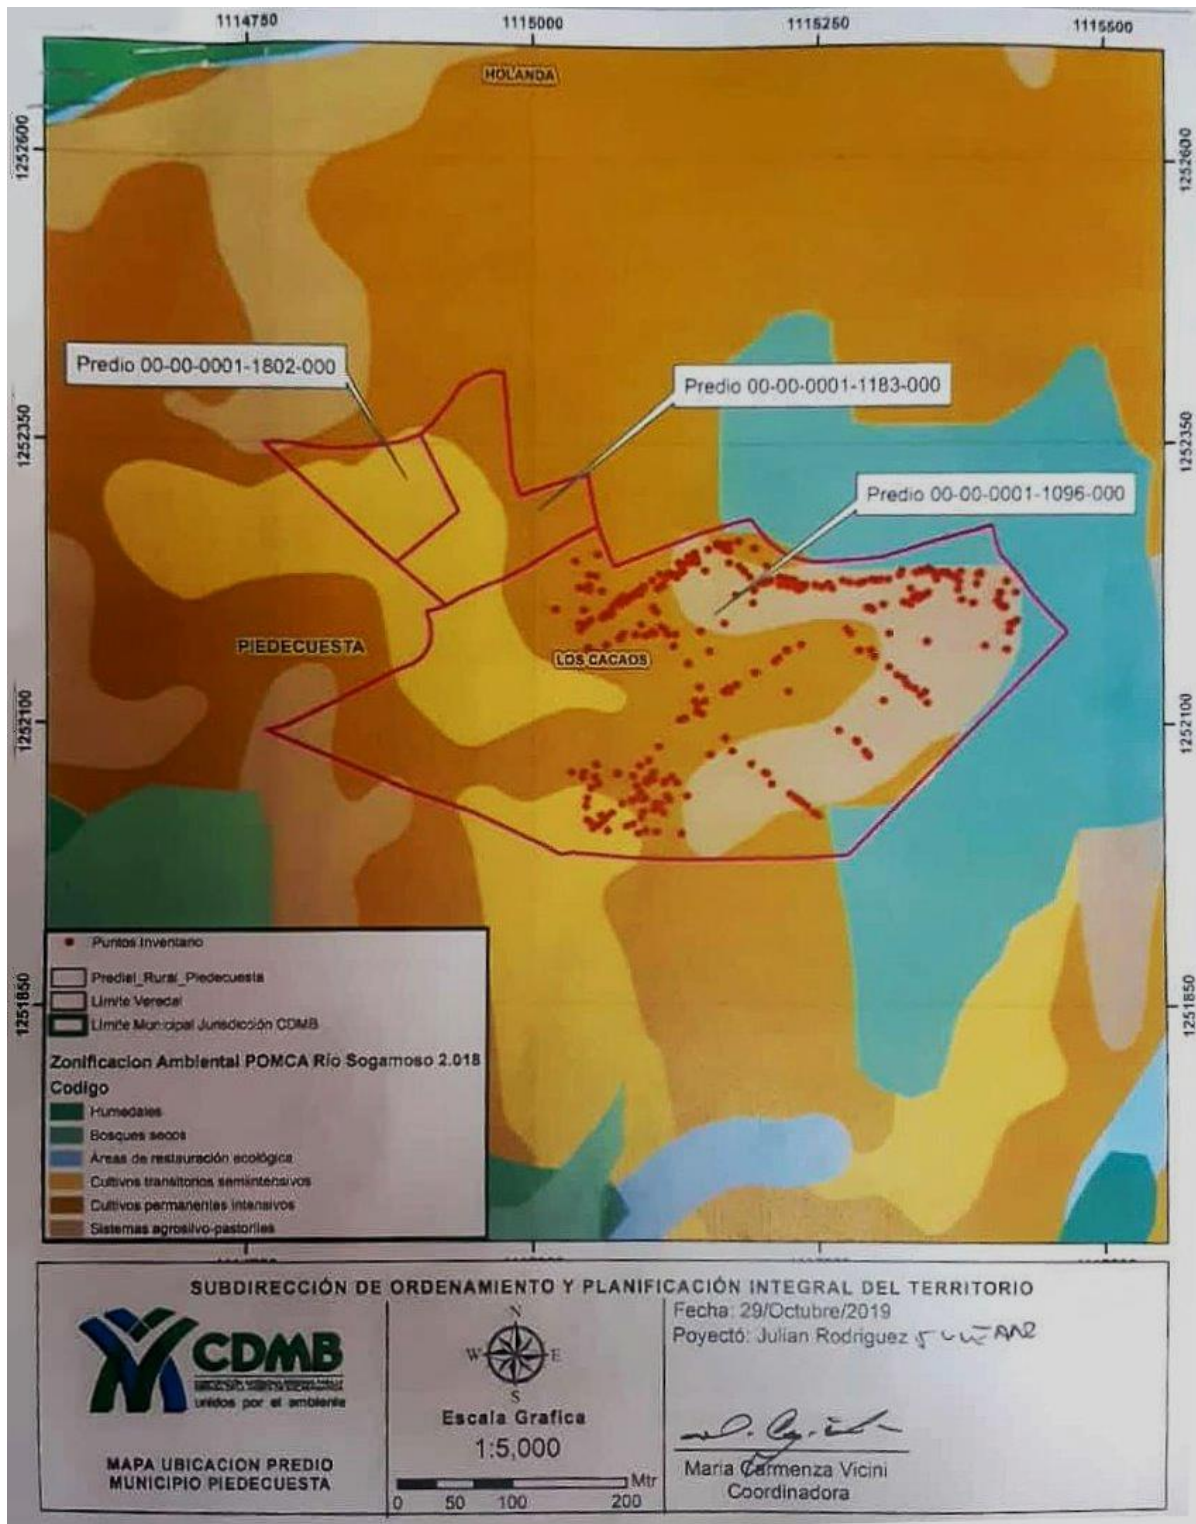 1114750 1115000 1115250 1115500
HOLANDA
1252600 1252600
Predio 00-00-0001-1802-000
Predio 00-00-0001-1183-000
1252350 1252350
Predio 00-00-0001-1096-000
PIEDECUESTA
LOS CACAOS
1252100 1252100
Puntos Inventario
Predial_Rural_Piedecuesta
Limite Veredal
Limite Municipal Jurisdicción CDMB
1251850 1251850
Zonificacion Ambiental POMCA Río Sogamoso 2.018
Codigo
Humedales
Bosques secos
Áreas de restauración ecológica
Cultivos transitorios semiintensivos
Cultivos permanentes intensivos
Sistemas agrosilvo-pastoriles
SUBDIRECCIÓN DE ORDENAMIENTO Y PLANIFICACIÓN INTEGRAL DEL TERRITORIO
CDMB
unidos por el ambiente
MAPA UBICACION PREDIO
MUNICIPIO PIEDECUESTA
N
W E
S
Escala Grafica
1:5,000
Mtr
0 50 100 200
Fecha: 29/Octubre/2019
Poyectó: Julian Rodriguez
Maria Carmenza Vicini
Coordinadora